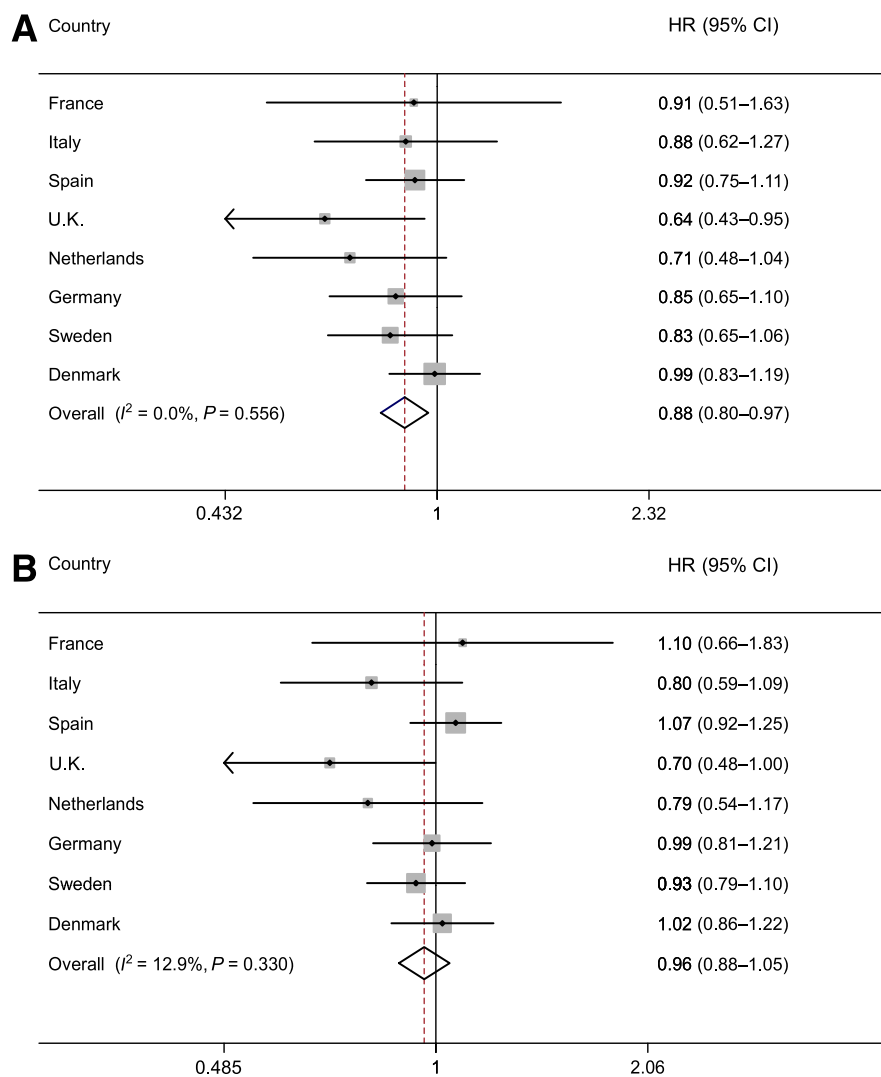 A Country HR (95% CI)
France 0.91 (0.51–1.63)
Italy 0.88 (0.62–1.27)
Spain 0.92 (0.75–1.11)
U.K. 0.64 (0.43–0.95)
Netherlands 0.71 (0.48–1.04)
Germany 0.85 (0.65–1.10)
Sweden 0.83 (0.65–1.06)
Denmark 0.99 (0.83–1.19)
Overall (I² = 0.0%, P = 0.556) 0.88 (0.80–0.97)
0.432 1 2.32
B Country HR (95% CI)
France 1.10 (0.66–1.83)
Italy 0.80 (0.59–1.09)
Spain 1.07 (0.92–1.25)
U.K. 0.70 (0.48–1.00)
Netherlands 0.79 (0.54–1.17)
Germany 0.99 (0.81–1.21)
Sweden 0.93 (0.79–1.10)
Denmark 1.02 (0.86–1.22)
Overall (I² = 12.9%, P = 0.330) 0.96 (0.88–1.05)
0.485 1 2.06